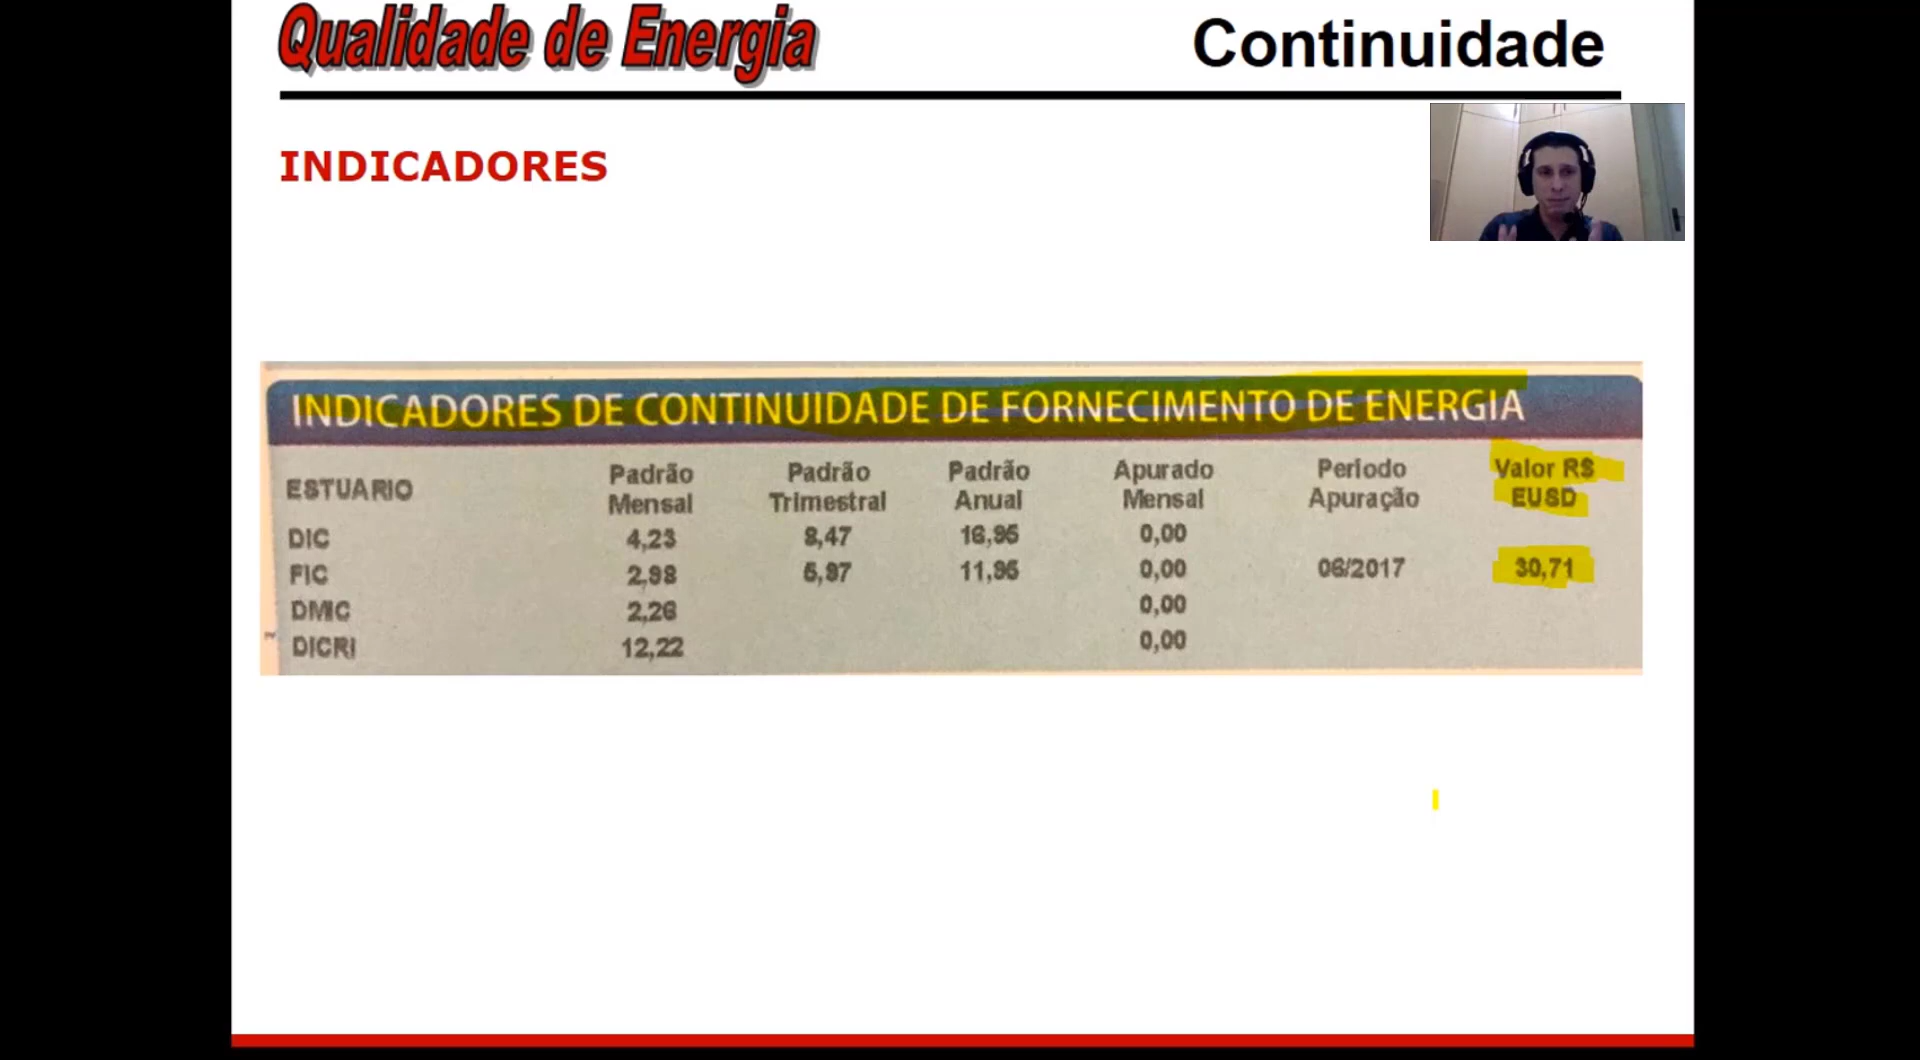 Qualidade de Energia
Continuidade
INDICADORES
INDICADORES DE CONTINUIDADE DE FORNECIMENTO DE ENERGIA
ESTUARIO Padrão Mensal Padrão Trimestral Padrão Anual Apurado Mensal Período Apuração Valor R$ EUSD
DIC 4,23 8,47 16,95 0,00
FIC 2,98 5,97 11,95 0,00 06/2017 30,71
DMIC 2,26 0,00
DICRI 12,22 0,00